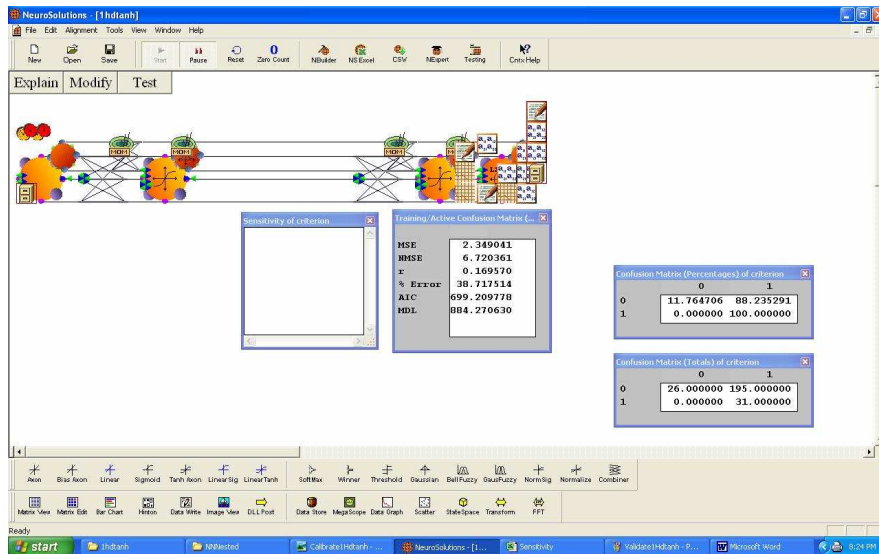 NeuroSolutions - [1hdtanh]
File Edit Alignment Tools View Window Help
New Open Save Start Pause Reset Zero Count NBuilder NS Excel CSW NExpert Testing Cntx Help
Explain Modify Test
MOM MOM MOM MOM
Sensitivity of criterion
Training/Active Confusion Matrix (...
MSE 2.349041
NMSE 6.720361
r 0.169570
% Error 38.717514
AIC 699.209778
MDL 884.270630
Confusion Matrix (Percentages) of criterion
0 1
0 11.764706 88.235291
1 0.000000 100.000000
Confusion Matrix (Totals) of criterion
0 1
0 26.000000 195.000000
1 0.000000 31.000000
Axon Bias Axon Linear Sigmoid Tanh Axon LinearSig LinearTanh SoftMax Winner Threshold Gaussian BellFuzzy GausFuzzy NormSig Normalize Combiner
Matrix View Matrix Edit Bar Chart Hinton Data Write Image View DLLPost Data Store MegaScope Data Graph Scatter StateSpace Transform FFT
Ready
start 1hdtanh NNNested Calibrate1Hdtanh - ... NeuroSolutions - [1... Sensitivity Validate1Hdtanh - P... Microsoft Word 8:24 PM